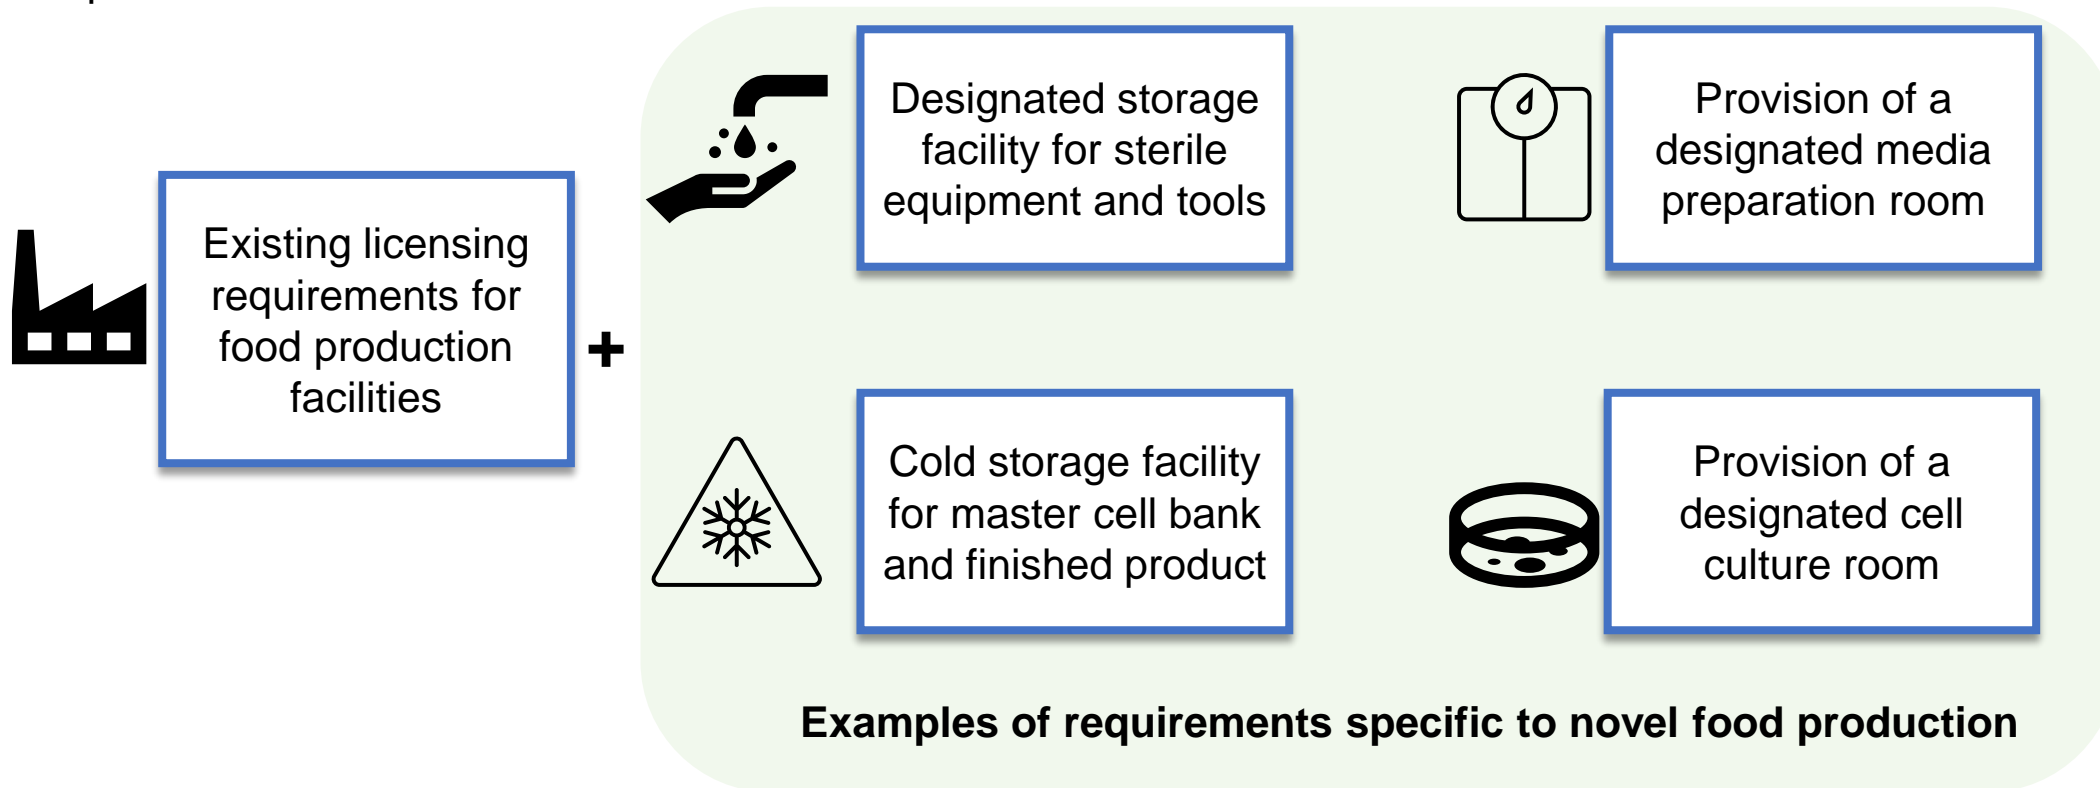 Existing licensing
requirements for
food production
facilities
+
Designated storage
facility for sterile
equipment and tools
Provision of a
designated media
preparation room
Cold storage facility
for master cell bank
and finished product
Provision of a
designated cell
culture room
Examples of requirements specific to novel food production